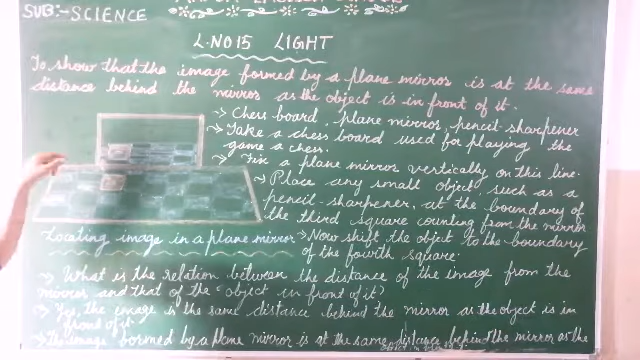 SUB:- SCIENCE
L.NO 15 LIGHT
To show that the image formed by a plane mirror is at the same
distance behind the mirror as the object is in front of it.
→ Chess board, plane mirror, pencil-sharpener
→ Take a chess board used for playing the
game a chess.
→ Fix a plane mirror vertically on this line.
→ Place any small object such as a
pencil-sharpener, at the boundary of
the third square counting from the mirror
Locating image in a plane mirror
→ Now shift the object to the boundary
of the fourth square.
→ What is the relation between the distance of the image from the
mirror and that of the object in front of it?
→ Yes, the image is the same distance behind the mirror as the object is in
front of it
→ The image formed by a plane mirror is at the same distance behind the mirror as the